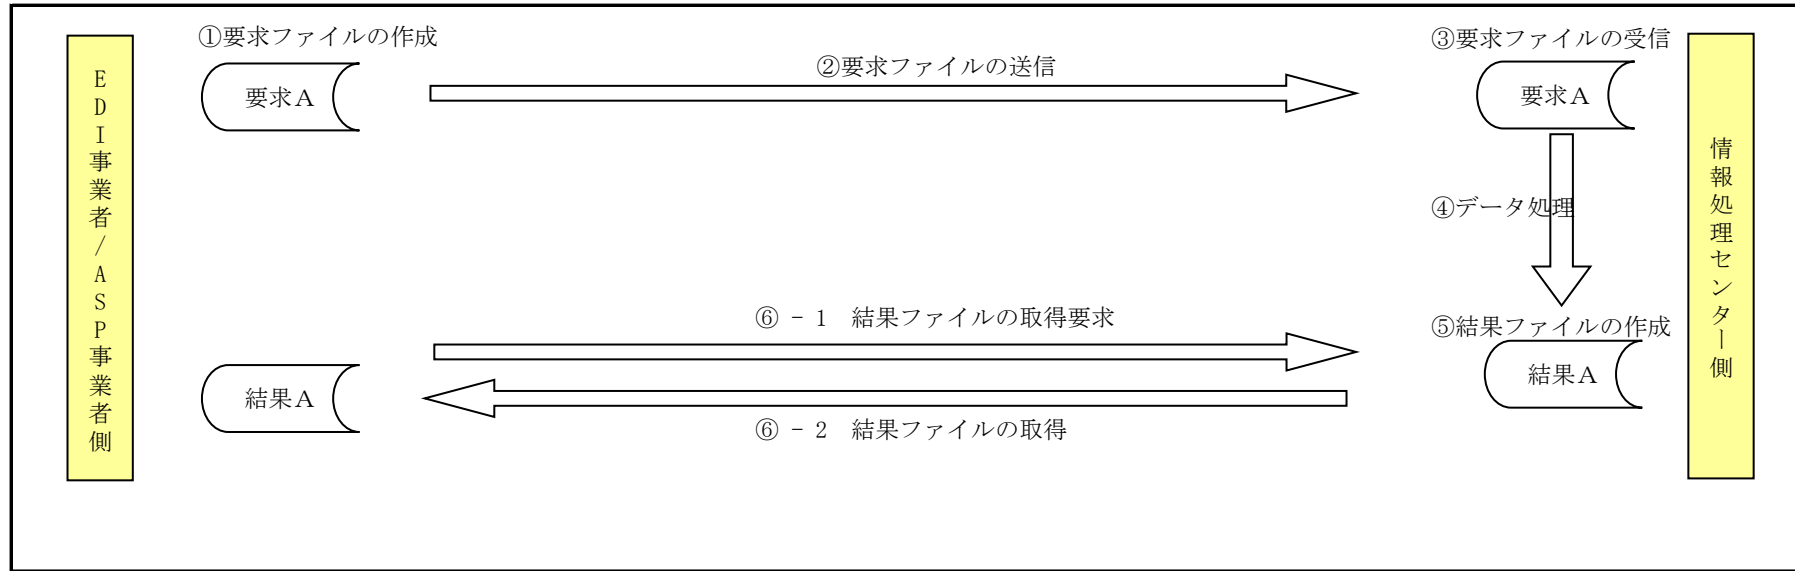 EDI事業者/ASP事業者側
①要求ファイルの作成
要求A
②要求ファイルの送信
③要求ファイルの受信
要求A
④データ処理
⑤結果ファイルの作成
結果A
⑥－1　結果ファイルの取得要求
⑥－2　結果ファイルの取得
結果A
情報処理センター側